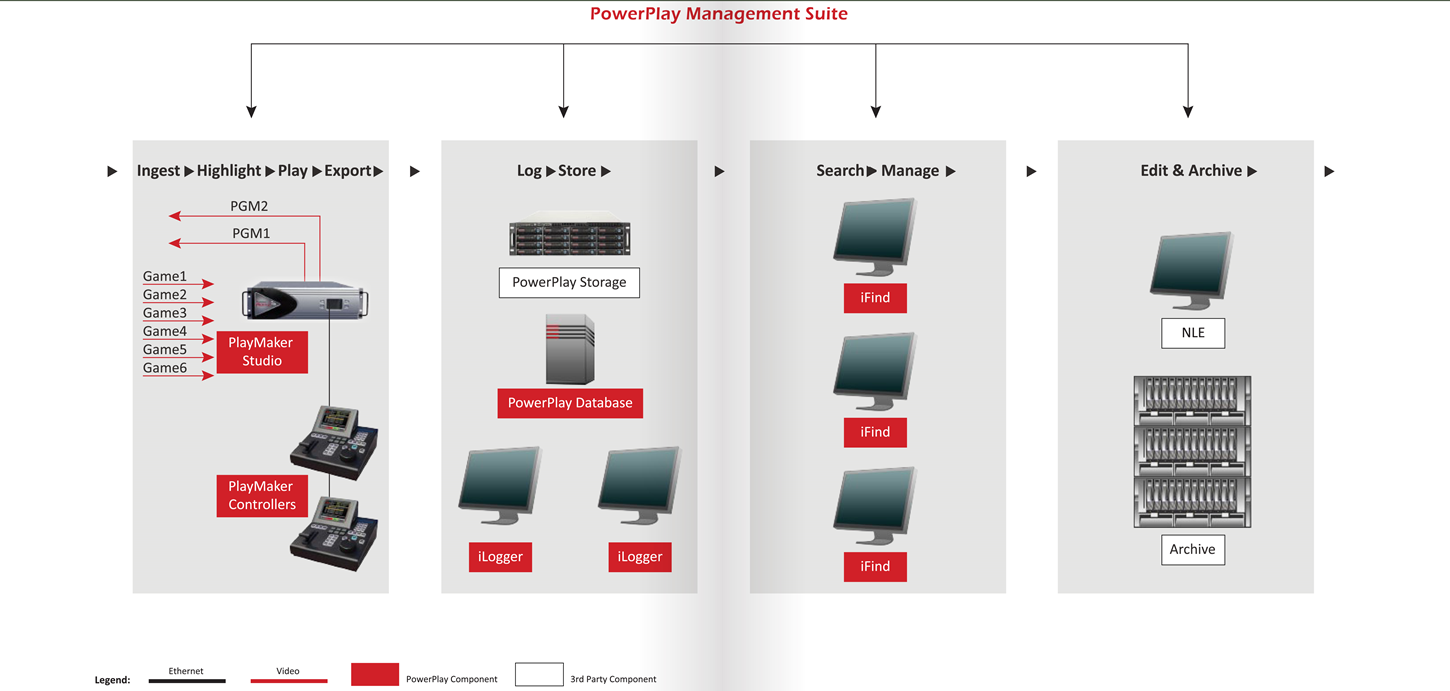 PowerPlay Management Suite
Ingest Highlight Play Export
PGM2
PGM1
Game1
Game2
Game3
Game4
Game5
Game6
PlayMaker
Studio
PlayMaker
Controllers
Log Store
PowerPlay Storage
PowerPlay Database
iLogger
iLogger
Search Manage
iFind
iFind
iFind
Edit & Archive
NLE
Archive
Legend:
Ethernet
Video
PowerPlay Component
3rd Party Component